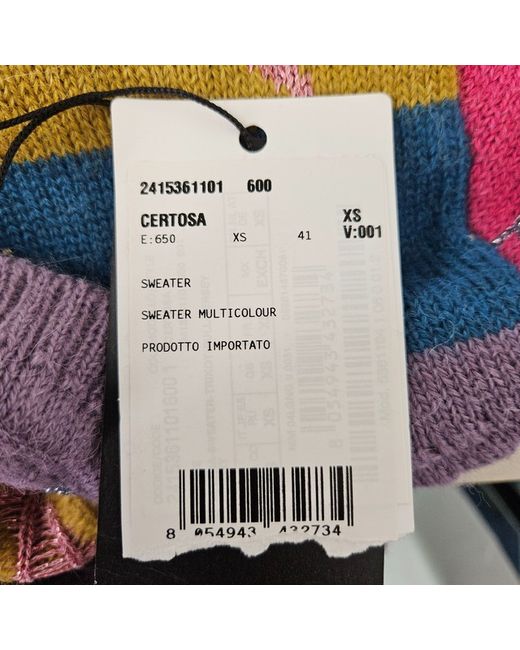 2415361101 600
CERTOSA XS
E:650 XS 41 V:001
SWEATER
SWEATER MULTICOLOUR
PRODOTTO IMPORTATO
8 054943 432734